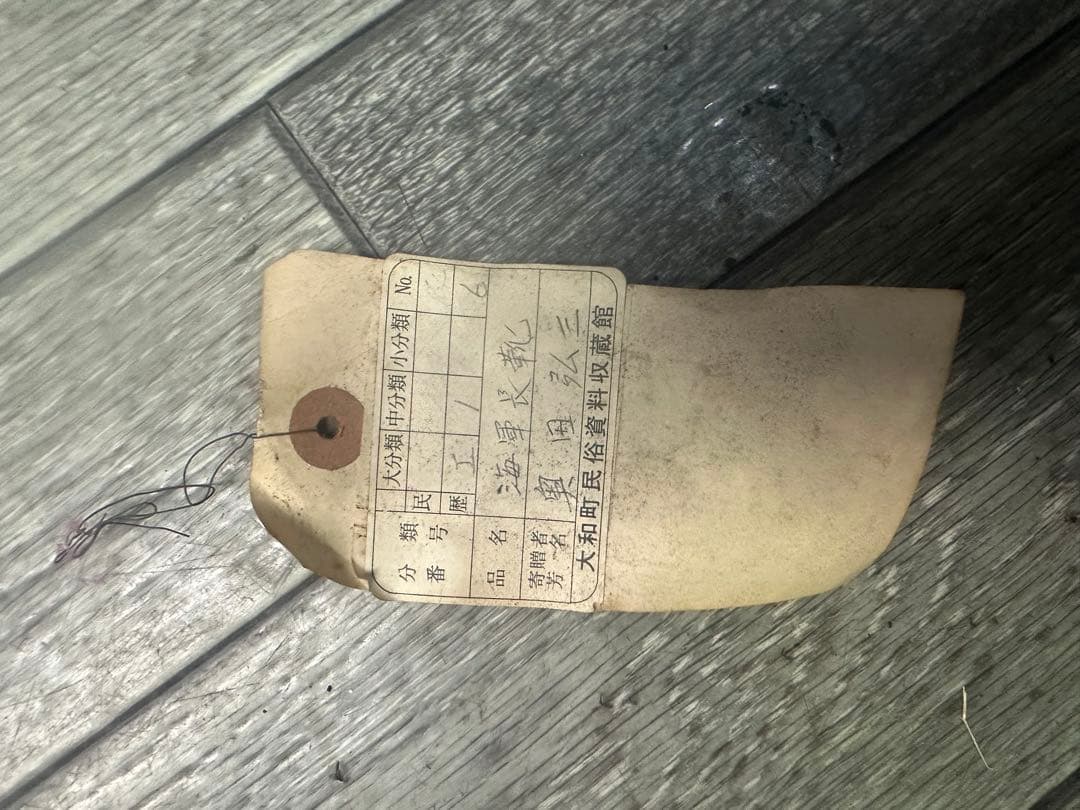 分類番号 大分類 中分類 小分類 No.
民
歴 工 1 6
品名 海軍長靴
寄贈者芳名 奥田弘三
大和町民俗資料収蔵館